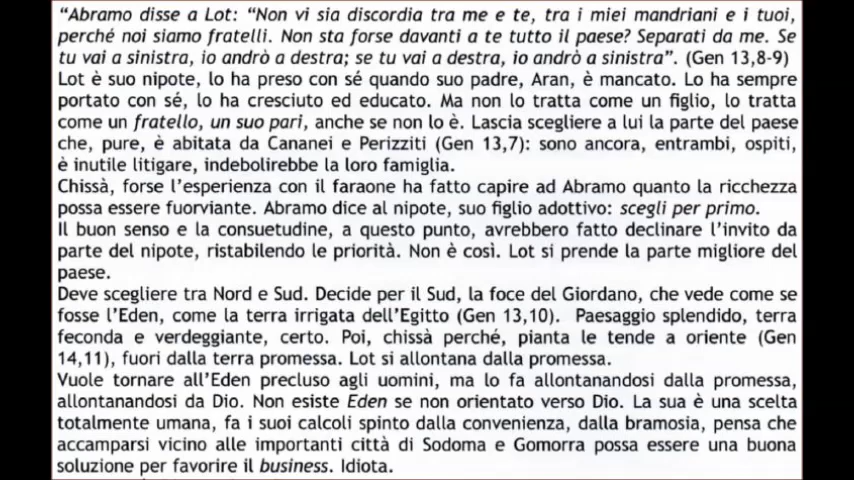 “Abramo disse a Lot: “Non vi sia discordia tra me e te, tra i miei mandriani e i tuoi,
perché noi siamo fratelli. Non sta forse davanti a te tutto il paese? Separati da me. Se
tu vai a sinistra, io andrò a destra; se tu vai a destra, io andrò a sinistra”. (Gen 13,8-9)
Lot è suo nipote, lo ha preso con sé quando suo padre, Aran, è mancato. Lo ha sempre
portato con sé, lo ha cresciuto ed educato. Ma non lo tratta come un figlio, lo tratta
come un fratello, un suo pari, anche se non lo è. Lascia scegliere a lui la parte del paese
che, pure, è abitata da Cananei e Perizziti (Gen 13,7): sono ancora, entrambi, ospiti,
è inutile litigare, indebolirebbe la loro famiglia.
Chissà, forse l’esperienza con il faraone ha fatto capire ad Abramo quanto la ricchezza
possa essere fuorviante. Abramo dice al nipote, suo figlio adottivo: scegli per primo.
Il buon senso e la consuetudine, a questo punto, avrebbero fatto declinare l’invito da
parte del nipote, ristabilendo le priorità. Non è così. Lot si prende la parte migliore del
paese.
Deve scegliere tra Nord e Sud. Decide per il Sud, la foce del Giordano, che vede come se
fosse l’Eden, come la terra irrigata dell’Egitto (Gen 13,10). Paesaggio splendido, terra
feconda e verdeggiante, certo. Poi, chissà perché, pianta le tende a oriente (Gen
14,11), fuori dalla terra promessa. Lot si allontana dalla promessa.
Vuole tornare all’Eden precluso agli uomini, ma lo fa allontanandosi dalla promessa,
allontanandosi da Dio. Non esiste Eden se non orientato verso Dio. La sua è una scelta
totalmente umana, fa i suoi calcoli spinto dalla convenienza, dalla bramosia, pensa che
accamparsi vicino alle importanti città di Sodoma e Gomorra possa essere una buona
soluzione per favorire il business. Idiota.